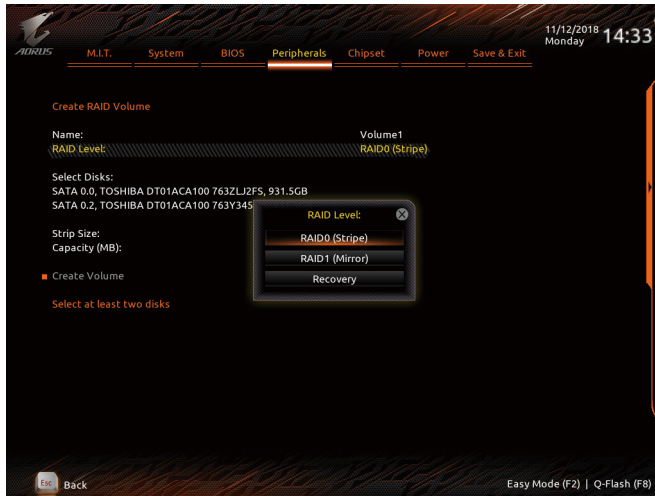 11/12/2018 14:33
Monday
AORUS
M.I.T. System BIOS Peripherals Chipset Power Save & Exit
Create RAID Volume
Name: Volume1
RAID Level: RAID0 (Stripe)
Select Disks:
SATA 0.0, TOSHIBA DT01ACA100 763ZLJ2FS, 931.5GB
SATA 0.2, TOSHIBA DT01ACA100 763Y345
RAID Level:
RAID0 (Stripe)
RAID1 (Mirror)
Recovery
Strip Size:
Capacity (MB):
Create Volume
Select at least two disks
Esc Back
Easy Mode (F2) | Q-Flash (F8)